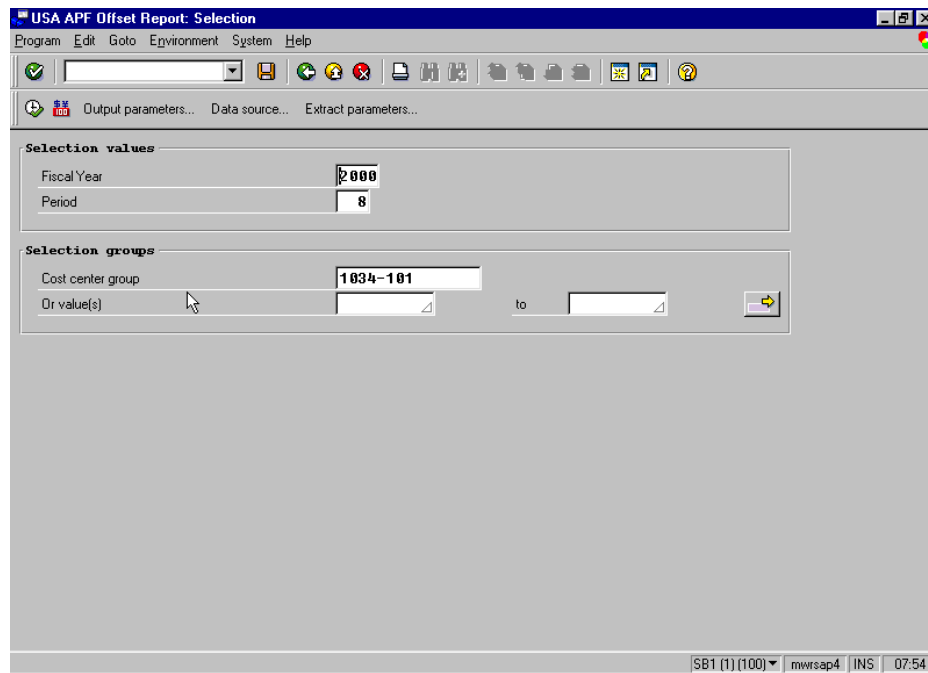 USA APF Offset Report: Selection
Program Edit Goto Environment System Help
Output parameters... Data source... Extract parameters...
Selection values
Fiscal Year 2000
Period 8
Selection groups
Cost center group 1034-101
Or value(s) to
SB1 (1) (100) mwrsap4 INS 07:54